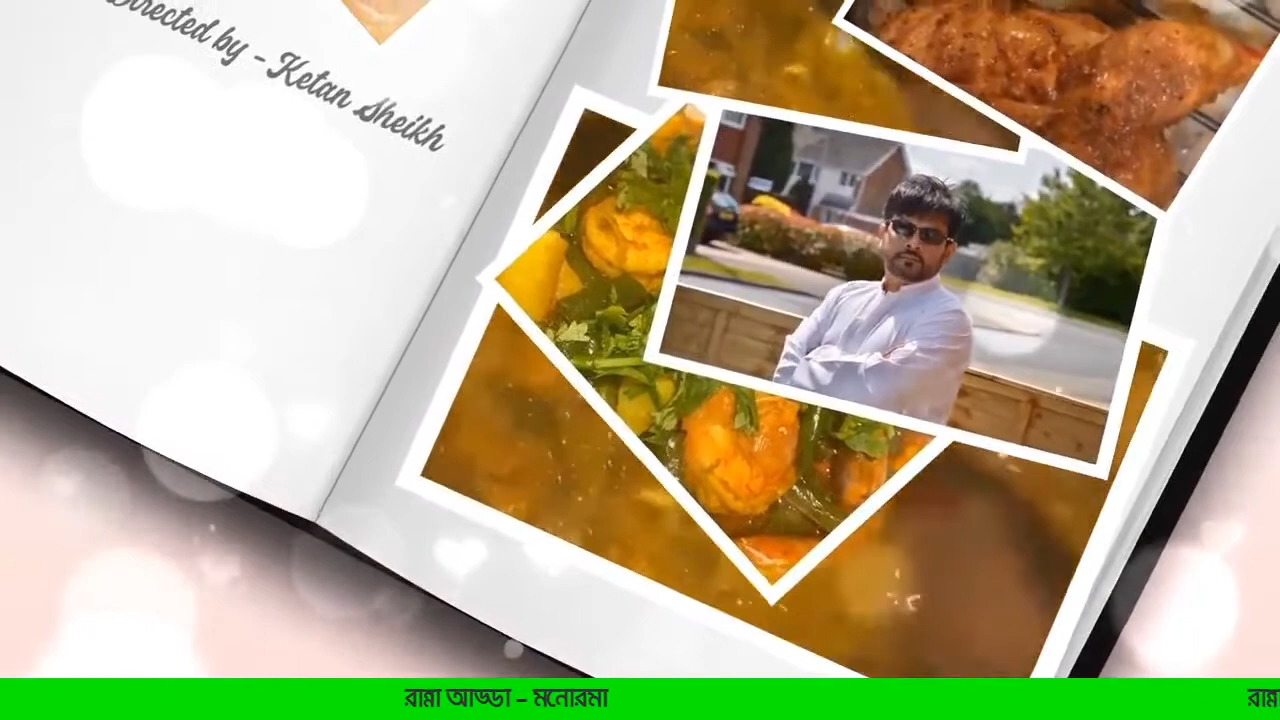 Directed by - Ketan Sheikh
রান্না আড্ডা - মনোরমা
রান্না